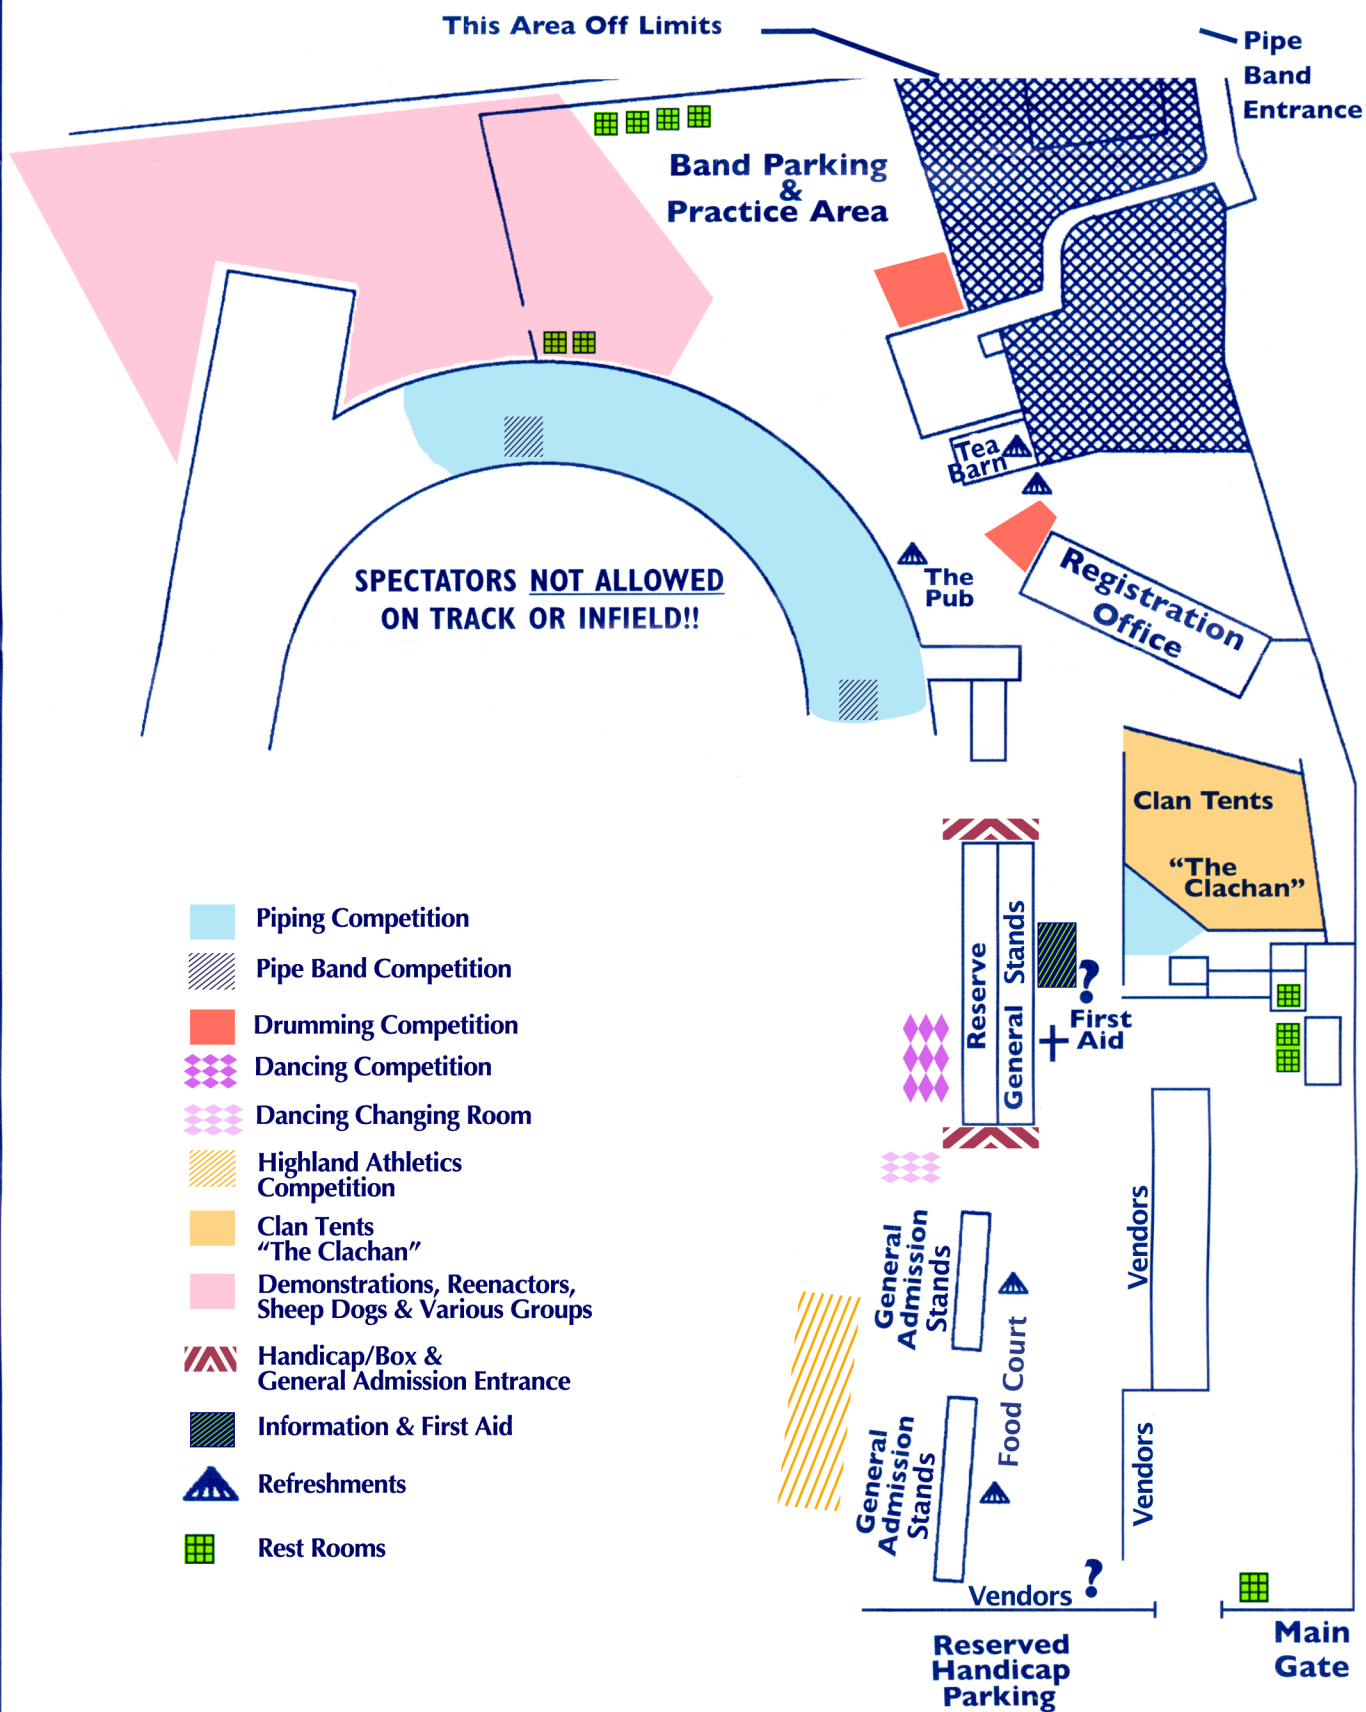 This Area Off Limits
Pipe
Band
Entrance
Band Parking
&
Practice Area
Tea
Barn
SPECTATORS NOT ALLOWED
ON TRACK OR INFIELD!!
The
Pub
Registration
Office
Clan Tents
“The
Clachan”
Reserve
General Stands
?
First
Aid
Piping Competition
Pipe Band Competition
Drumming Competition
Dancing Competition
Dancing Changing Room
Highland Athletics
Competition
Clan Tents
“The Clachan”
Demonstrations, Reenactors,
Sheep Dogs & Various Groups
Handicap/Box &
General Admission Entrance
Information & First Aid
Refreshments
Rest Rooms
General
Admission
Stands
Food Court
Vendors
General
Admission
Stands
Vendors
Vendors
?
Reserved
Handicap
Parking
Main
Gate